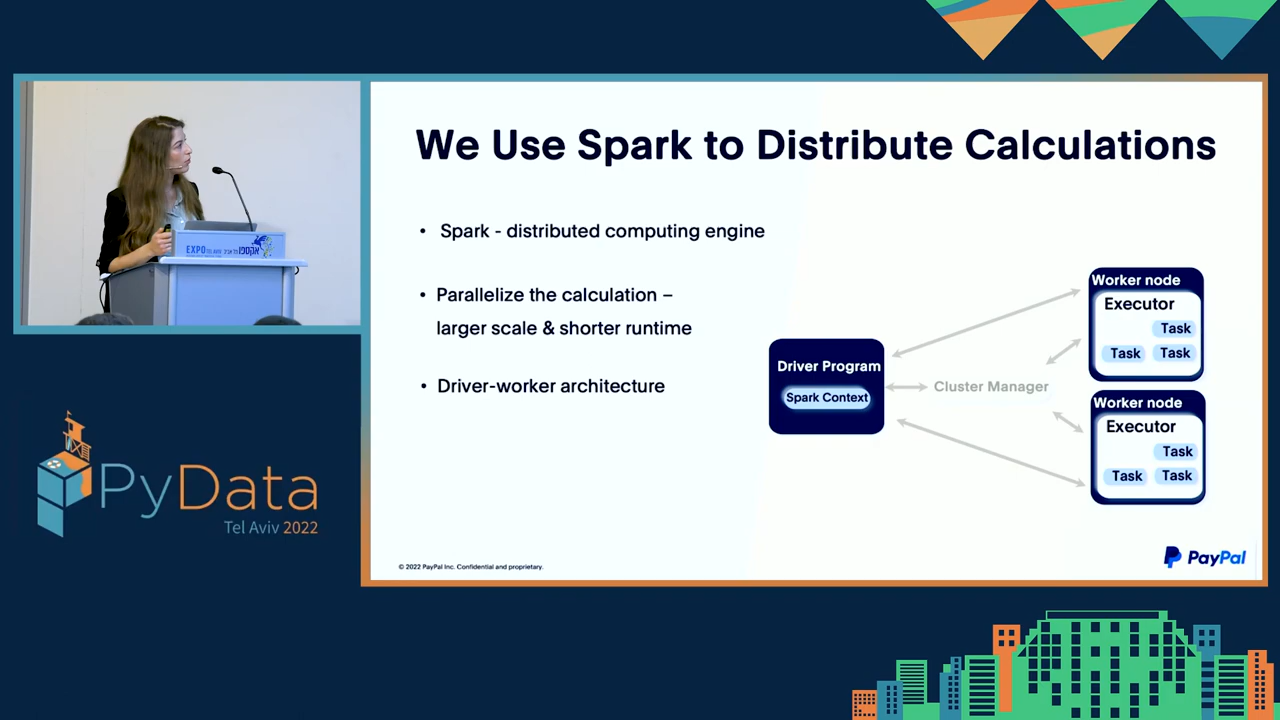 We Use Spark to Distribute Calculations
• Spark - distributed computing engine
• Parallelize the calculation –
larger scale & shorter runtime
• Driver-worker architecture
Driver Program
Spark Context
Cluster Manager
Worker node
Executor
Task
Task
Task
Worker node
Executor
Task
Task
Task
© 2022 PayPal Inc. Confidential and proprietary.
PayPal
EXPO
אקספו
PyData
Tel Aviv 2022